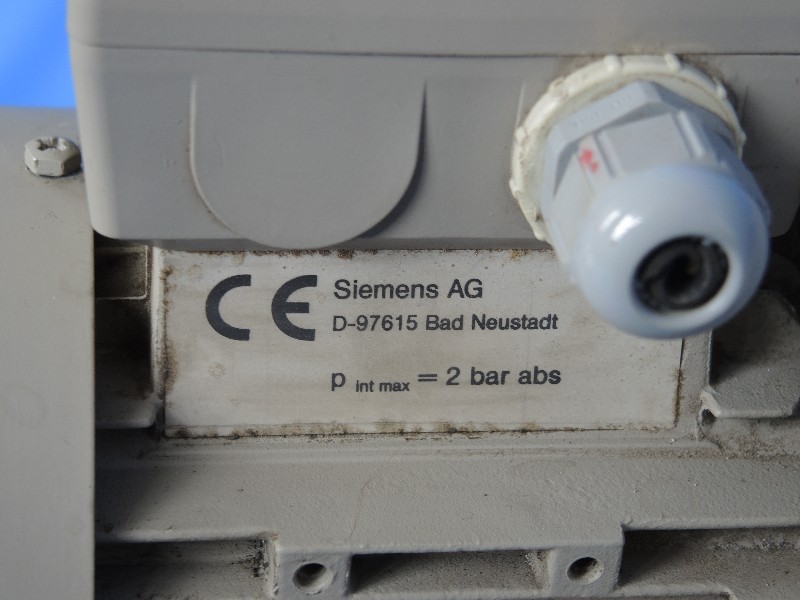 CE Siemens AG
D-97615 Bad Neustadt
p int max = 2 bar abs